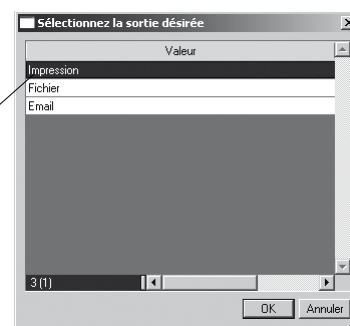 Sélectionnez la sortie désirée
Valeur
Impression
Fichier
Email
3 (1)
OK Annuler